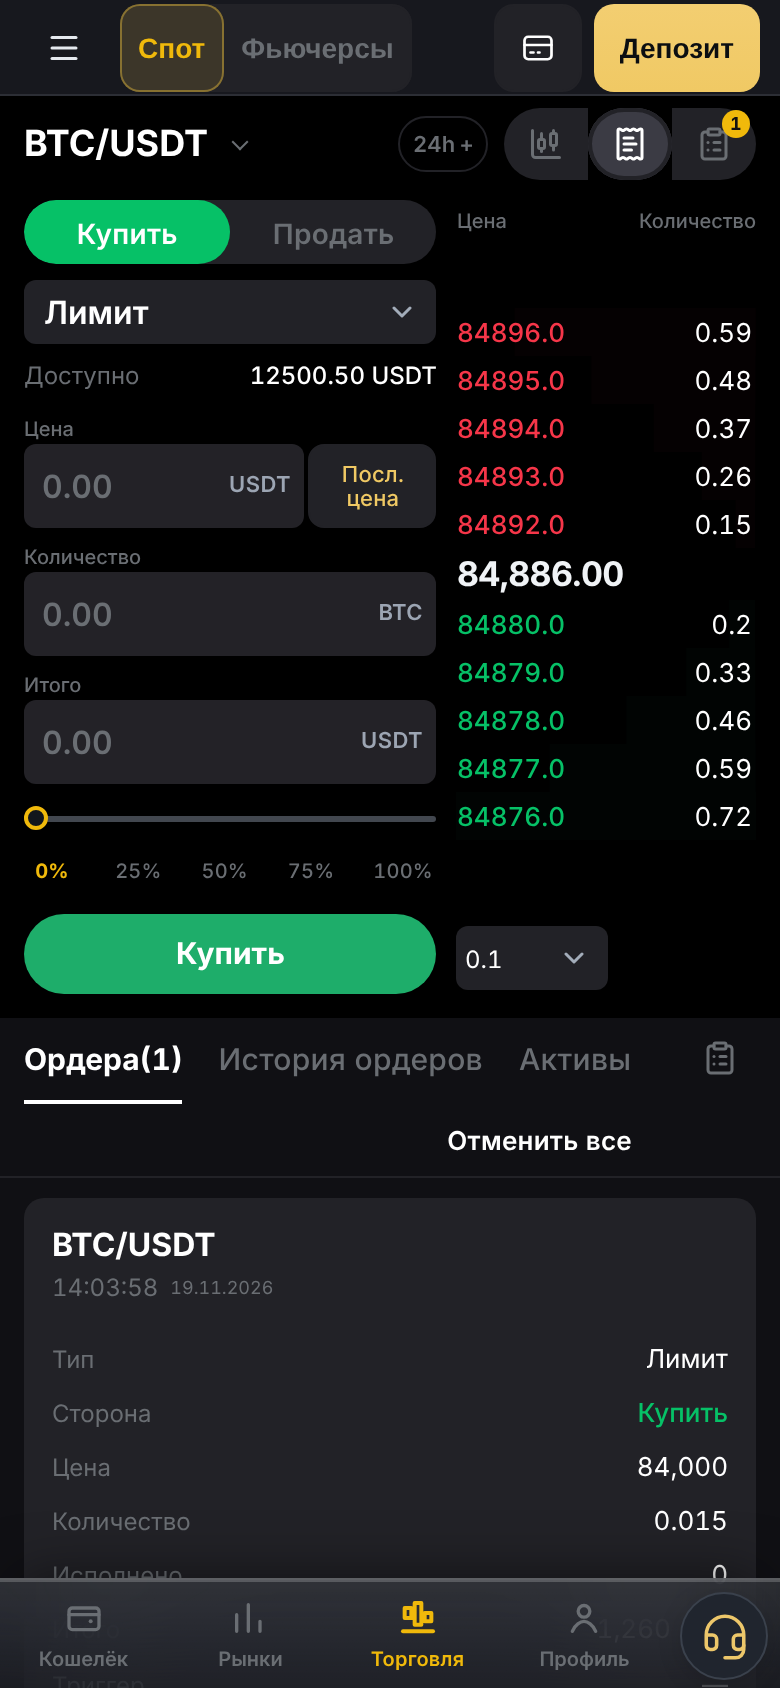 Спот Фьючерсы Депозит
BTC/USDT 24h + 1
Купить Продать
Цена Количество
Лимит
Доступно 12500.50 USDT
Цена
0.00 USDT Посл. цена
Количество
0.00 BTC
Итого
0.00 USDT
0% 25% 50% 75% 100%
Купить
84896.0 0.59
84895.0 0.48
84894.0 0.37
84893.0 0.26
84892.0 0.15
84,886.00
84880.0 0.2
84879.0 0.33
84878.0 0.46
84877.0 0.59
84876.0 0.72
0.1
Ордера(1) История ордеров Активы
Отменить все
BTC/USDT
14:03:58 19.11.2026
Тип Лимит
Сторона Купить
Цена 84,000
Количество 0.015
Исполнено 0
1,260
Кошелёк Рынки Торговля Профиль
Триггер